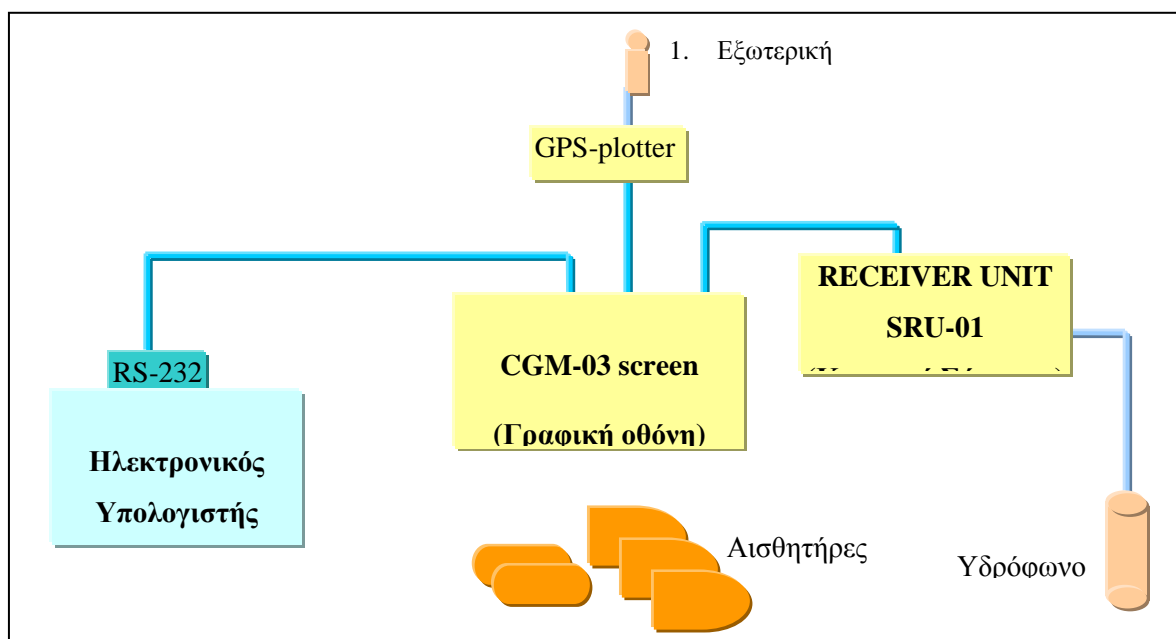 1. Εξωτερική
GPS-plotter
RECEIVER UNIT
SRU-01
CGM-03 screen
(Γραφική οθόνη)
RS-232
Ηλεκτρονικός
Υπολογιστής
Αισθητήρες
Υδρόφωνο